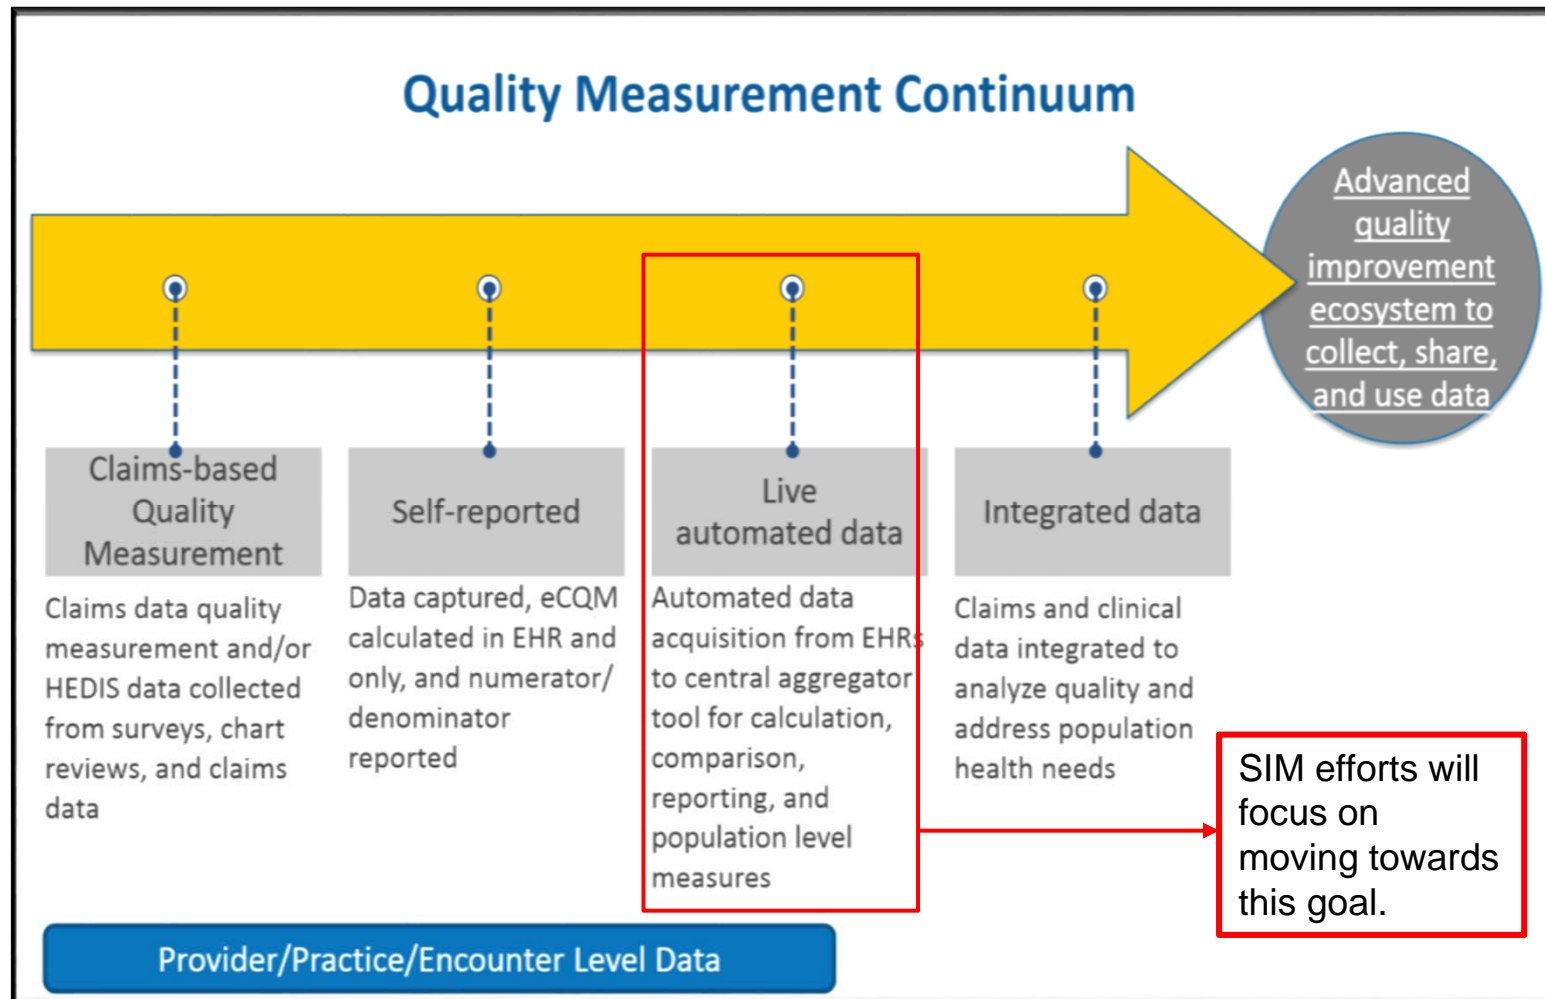 Quality Measurement Continuum
Advanced
quality
improvement
ecosystem to
collect, share,
and use data
Claims-based
Quality
Measurement
Claims data quality
measurement and/or
HEDIS data collected
from surveys, chart
reviews, and claims
data
Self-reported
Data captured, eCQM
calculated in EHR and
only, and numerator/
denominator
reported
Live
automated data
Automated data
acquisition from EHRs
to central aggregator
tool for calculation,
comparison,
reporting, and
population level
measures
Integrated data
Claims and clinical
data integrated to
analyze quality and
address population
health needs
SIM efforts will
focus on
moving towards
this goal.
Provider/Practice/Encounter Level Data